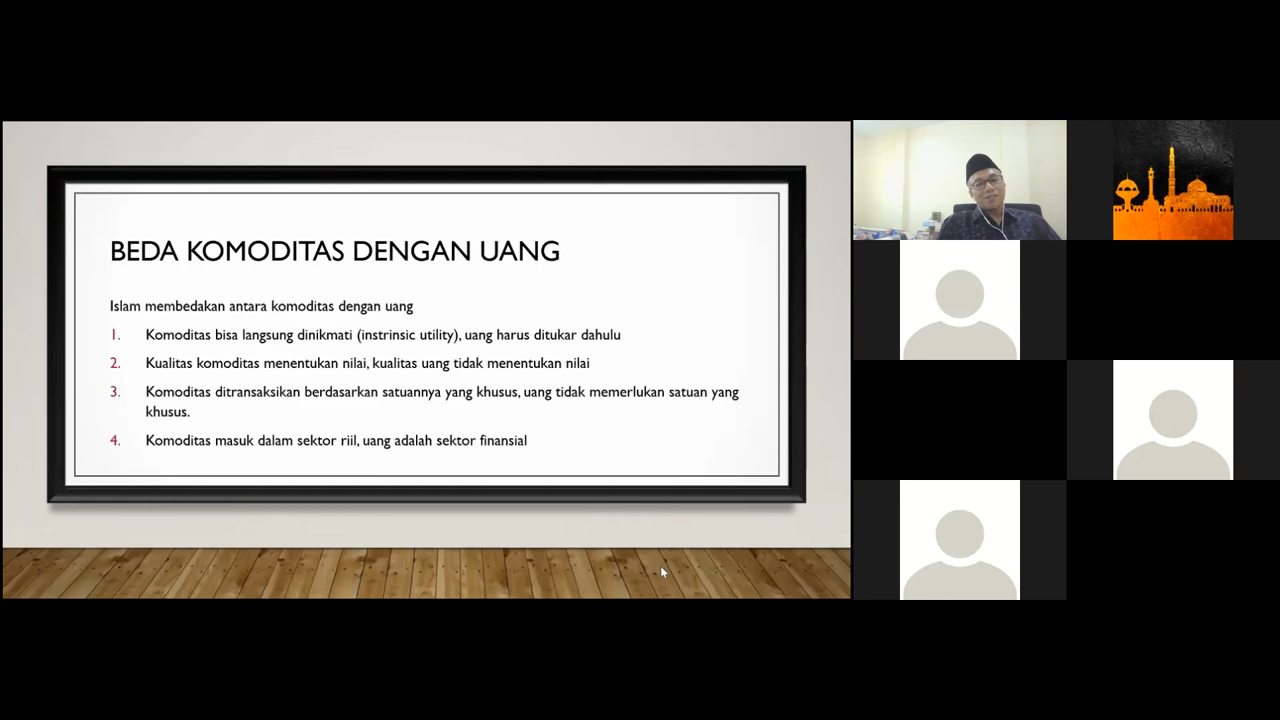 BEDA KOMODITAS DENGAN UANG
Islam membedakan antara komoditas dengan uang
1. Komoditas bisa langsung dinikmati (instrinsic utility), uang harus ditukar dahulu
2. Kualitas komoditas menentukan nilai, kualitas uang tidak menentukan nilai
3. Komoditas ditransaksikan berdasarkan satuannya yang khusus, uang tidak memerlukan satuan yang
khusus.
4. Komoditas masuk dalam sektor riil, uang adalah sektor finansial